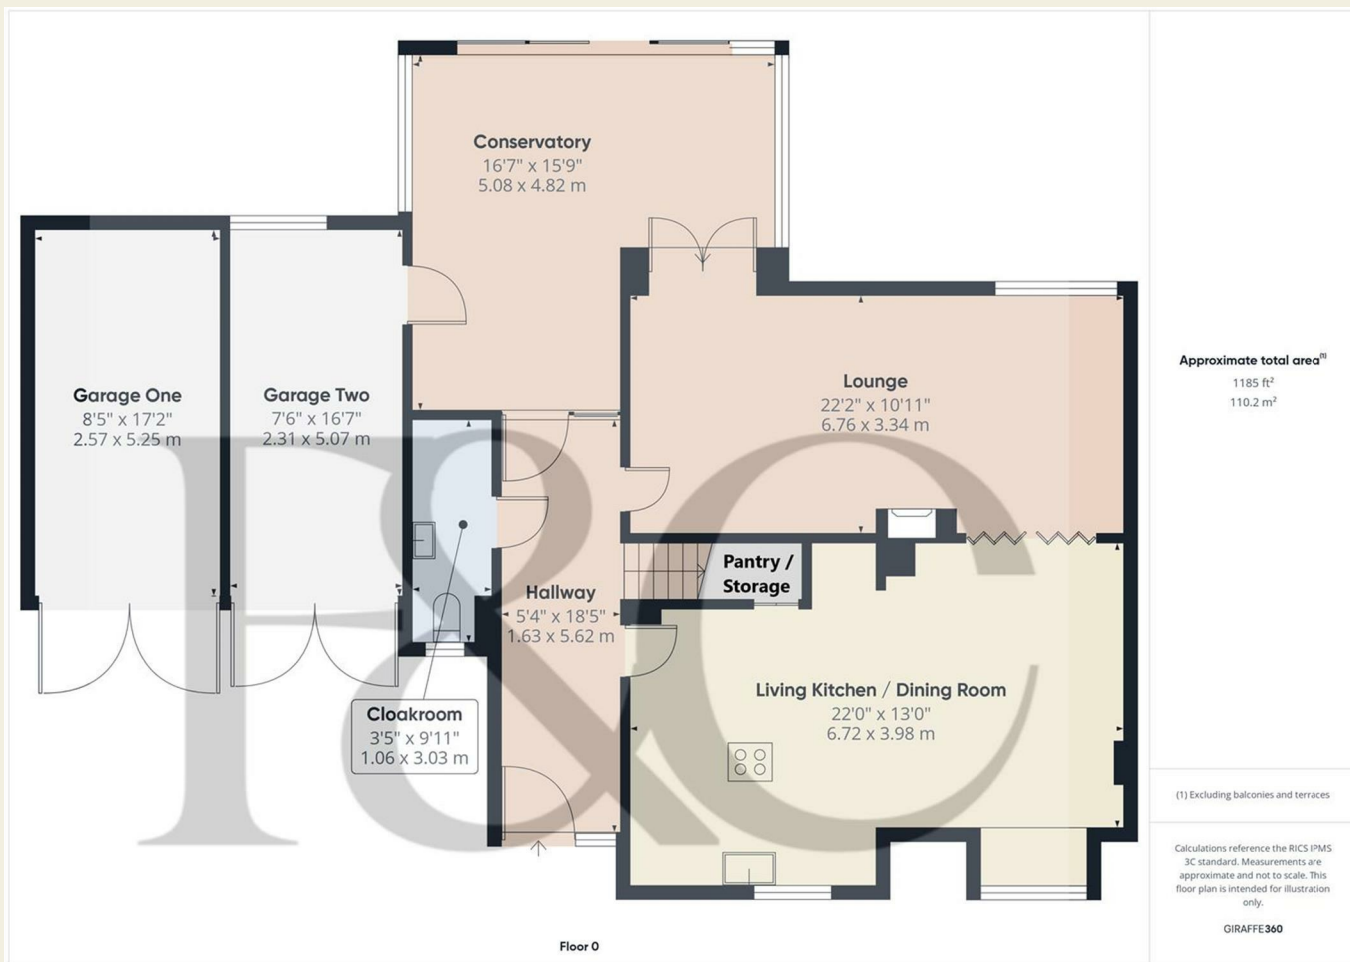 Conservatory
16'7" x 15'9"
5.08 x 4.82 m
Garage One
8'5" x 17'2"
2.57 x 5.25 m
Garage Two
7'6" x 16'7"
2.31 x 5.07 m
Lounge
22'2" x 10'11"
6.76 x 3.34 m
Pantry /
Storage
Hallway
5'4" x 18'5"
1.63 x 5.62 m
Living Kitchen / Dining Room
22'0" x 13'0"
6.72 x 3.98 m
Cloakroom
3'5" x 9'11"
1.06 x 3.03 m
F&C
Floor 0
Approximate total area(1)
1185 ft²
110.2 m²
(1) Excluding balconies and terraces
Calculations reference the RICS IPMS
3C standard. Measurements are
approximate and not to scale. This
floor plan is intended for illustration
only.
GIRAFFE360